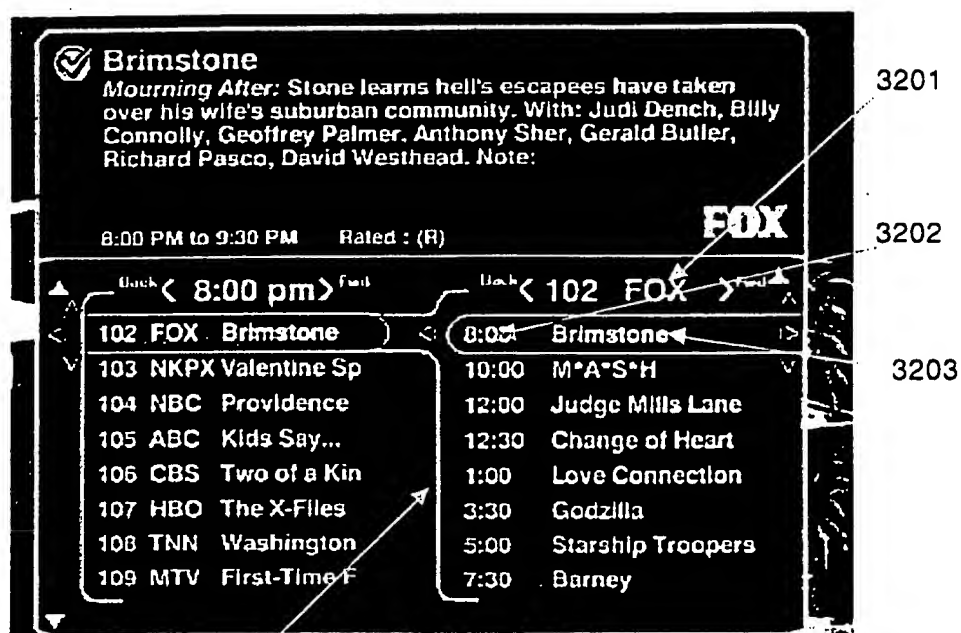 Brimstone
Mourning After: Stone learns hell's escapees have taken
over his wife's suburban community. With: Judi Dench, Billy
Connolly, Geoffrey Palmer, Anthony Sher, Gerald Butler,
Richard Pasco, David Westhead. Note:
FOX
8:00 PM to 9:30 PM Rated : (R)
Back < 8:00 pm > Fwd
Back < 102 FOX > Fwd
102 FOX Brimstone
103 NKPX Valentine Sp
104 NBC Providence
105 ABC Kids Say...
106 CBS Two of a Kin
107 HBO The X-Files
108 TNN Washington
109 MTV First-Time F
8:00 Brimstone
10:00 M*A*S*H
12:00 Judge Mills Lane
12:30 Change of Heart
1:00 Love Connection
3:30 Godzilla
5:00 Starship Troopers
7:30 Barney
3201
3202
3203